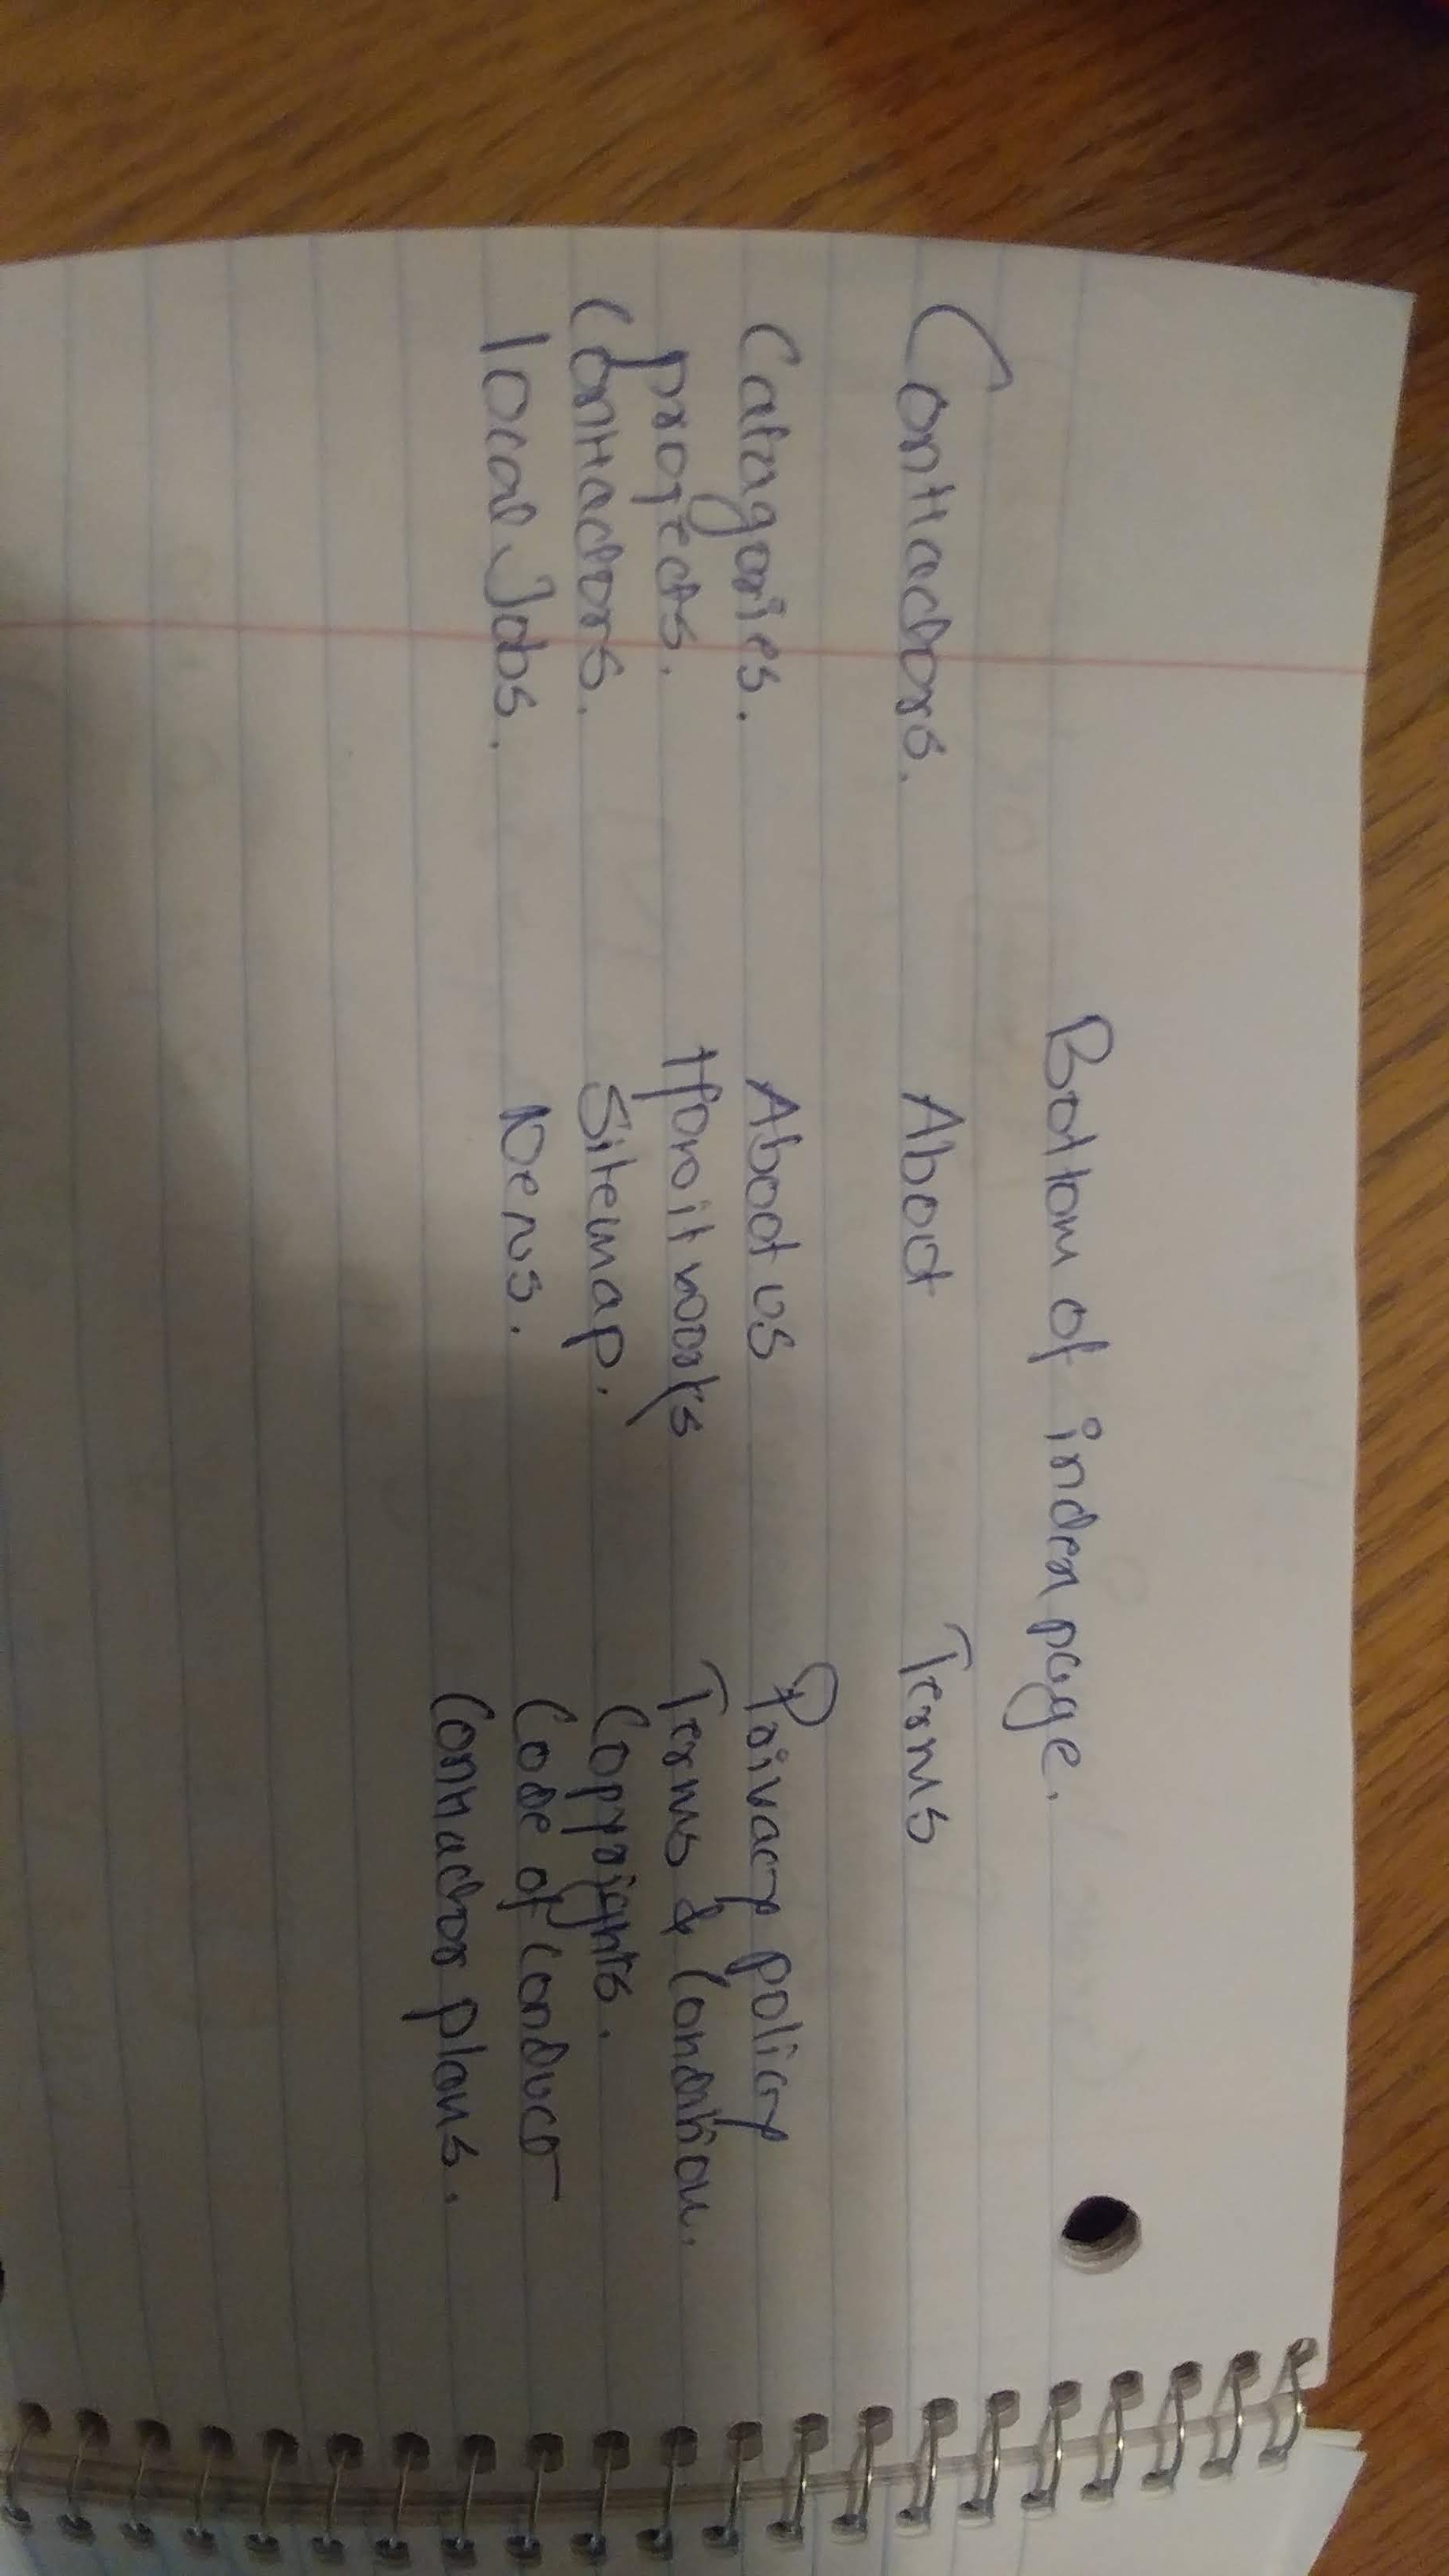 Bottom of index page.
Contractors. About Terms
Catagories. About us Privacy policy
projects. How it works Terms & Condition.
Contractors. Sitemap. Copyrights.
local Jobs. News. Code of conduct
Contractor plans.